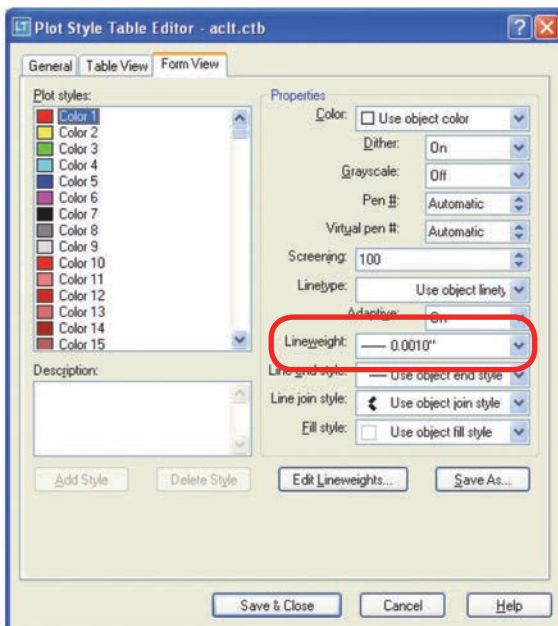 LT Plot Style Table Editor - aclt.ctb
General Table View Form View
Plot styles:
Color 1
Color 2
Color 3
Color 4
Color 5
Color 6
Color 7
Color 8
Color 9
Color 10
Color 11
Color 12
Color 13
Color 14
Color 15
Description:
Add Style Delete Style
Properties
Color: Use object color
Dither: On
Grayscale: Off
Pen #: Automatic
Virtual pen #: Automatic
Screening: 100
Linetype: Use object linety
Adaptive: On
Lineweight: 0.0010"
Line end style: Use object end style
Line join style: Use object join style
Fill style: Use object fill style
Edit Lineweights... Save As...
Save & Close Cancel Help